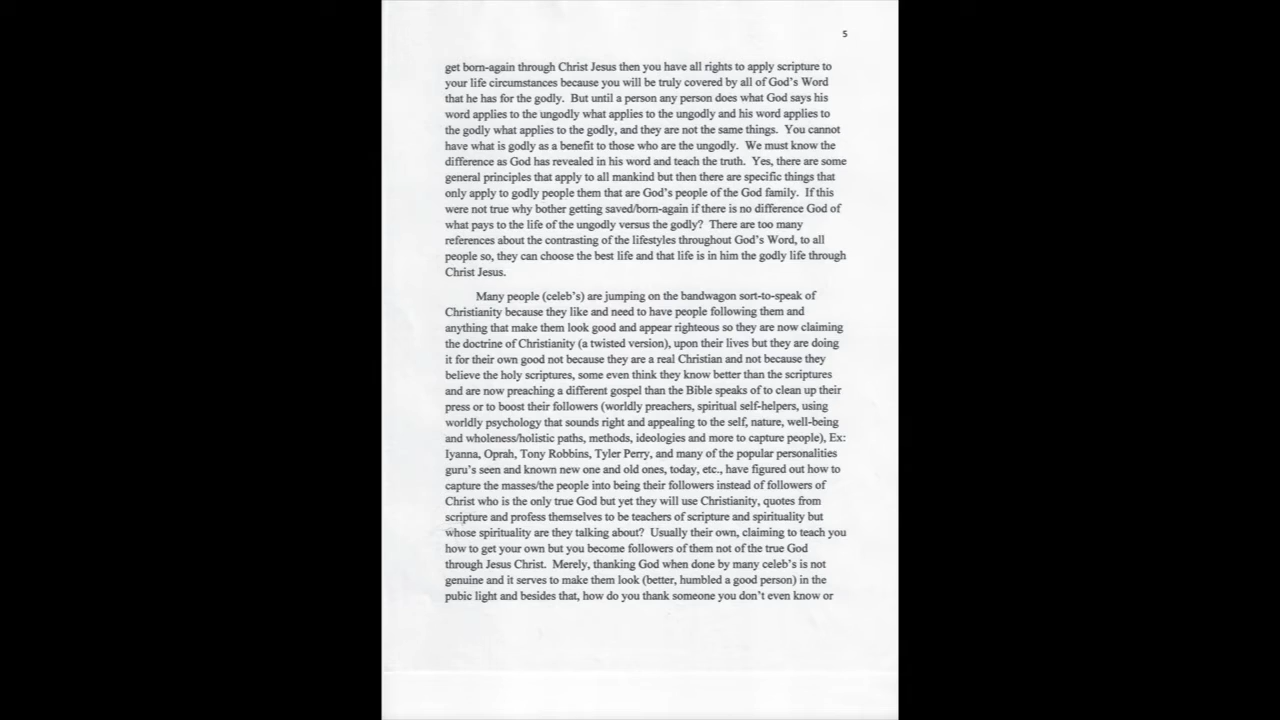 5
get born-again through Christ Jesus then you have all rights to apply scripture to
your life circumstances because you will be truly covered by all of God's Word
that he has for the godly. But until a person any person does what God says his
word applies to the ungodly what applies to the ungodly and his word applies to
the godly what applies to the godly, and they are not the same things. You cannot
have what is godly as a benefit to those who are the ungodly. We must know the
difference as God has revealed in his word and teach the truth. Yes, there are some
general principles that apply to all mankind but then there are specific things that
only apply to godly people them that are God's people of the God family. If this
were not true why bother getting saved/born-again if there is no difference God of
what pays to the life of the ungodly versus the godly? There are too many
references about the contrasting of the lifestyles throughout God's Word, to all
people so, they can choose the best life and that life is in him the godly life through
Christ Jesus.
Many people (celeb's) are jumping on the bandwagon sort-to-speak of
Christianity because they like and need to have people following them and
anything that make them look good and appear righteous so they are now claiming
the doctrine of Christianity (a twisted version), upon their lives but they are doing
it for their own good not because they are a real Christian and not because they
believe the holy scriptures, some even think they know better than the scriptures
and are now preaching a different gospel than the Bible speaks of to clean up their
press or to boost their followers (worldly preachers, spiritual self-helpers, using
worldly psychology that sounds right and appealing to the self, nature, well-being
and wholeness/holistic paths, methods, ideologies and more to capture people), Ex:
Iyanna, Oprah, Tony Robbins, Tyler Perry, and many of the popular personalities
guru's seen and known new one and old ones, today, etc., have figured out how to
capture the masses/the people into being their followers instead of followers of
Christ who is the only true God but yet they will use Christianity, quotes from
scripture and profess themselves to be teachers of scripture and spirituality but
whose spirituality are they talking about? Usually their own, claiming to teach you
how to get your own but you become followers of them not of the true God
through Jesus Christ. Merely, thanking God when done by many celeb's is not
genuine and it serves to make them look (better, humbled a good person) in the
pubic light and besides that, how do you thank someone you don't even know or